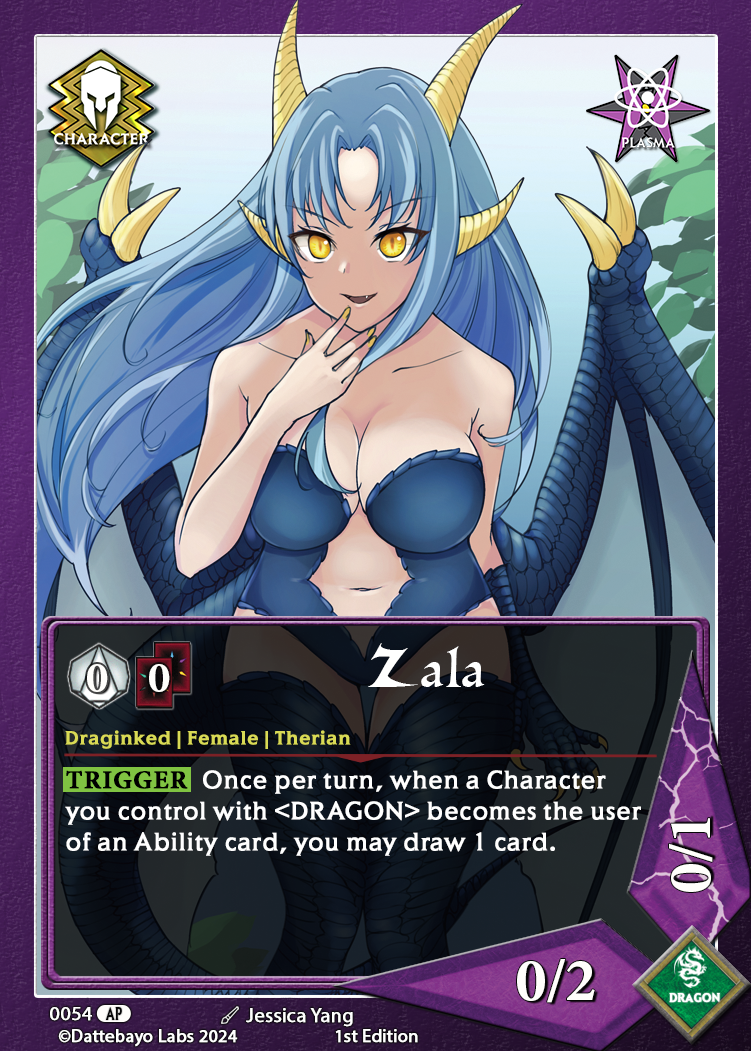 CHARACTER
PLASMA
0 0
Zala
Draginked | Female | Therian
TRIGGER Once per turn, when a Character
you control with <DRAGON> becomes the user
of an Ability card, you may draw 1 card.
0/1
0/2
DRAGON
0054 AP Jessica Yang
©Dattebayo Labs 2024 1st Edition